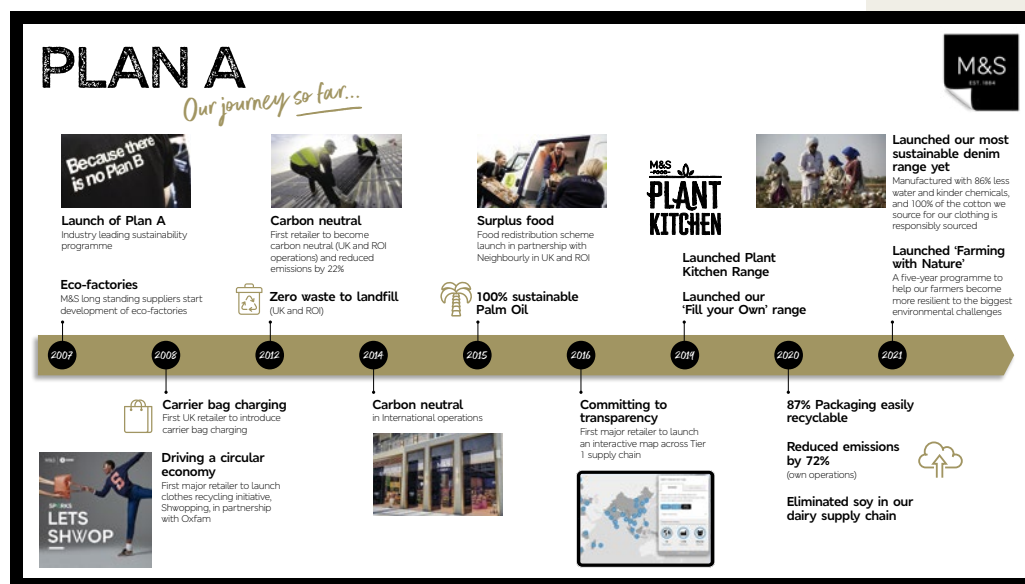 PLAN A
Our journey so far...
M&S
EST. 1884
Because there
is no Plan B
Launch of Plan A
Industry leading sustainability
programme
Eco-factories
M&S long standing suppliers start
development of eco-factories
Carbon neutral
First retailer to become
carbon neutral (UK and ROI
operations) and reduced
emissions by 22%
Zero waste to landfill
(UK and ROI)
Surplus food
Food redistribution scheme
launch in partnership with
Neighbourly in UK and ROI
100% sustainable
Palm Oil
M&S
FOOD
PLANT
KITCHEN
Launched Plant
Kitchen Range
Launched our
'Fill your Own' range
Launched our most
sustainable denim
range yet
Manufactured with 86% less
water and kinder chemicals,
and 100% of the cotton we
source for our clothing is
responsibly sourced
Launched 'Farming
with Nature'
A five-year programme to
help our farmers become
more resilient to the biggest
environmental challenges
2007
2008
2012
2014
2015
2016
2019
2020
2021
Carrier bag charging
First UK retailer to introduce
carrier bag charging
Driving a circular
economy
First major retailer to launch
clothes recycling initiative,
Shwopping, in partnership
with Oxfam
SPARKS
LETS
SHWOP
Carbon neutral
in International operations
Committing to
transparency
First major retailer to launch
an interactive map across Tier
1 supply chain
87% Packaging easily
recyclable
Reduced emissions
by 72%
(own operations)
Eliminated soy in our
dairy supply chain